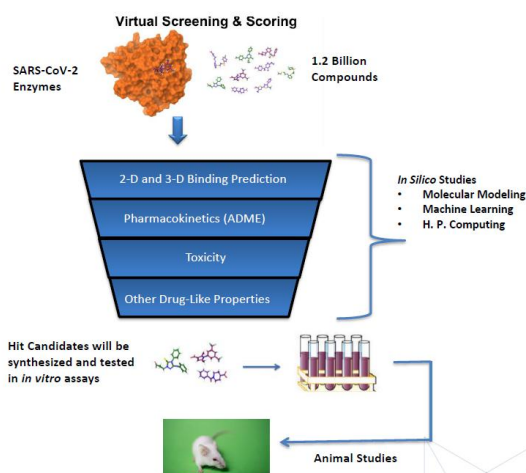 Virtual Screening & Scoring
SARS-CoV-2
Enzymes
1.2 Billion
Compounds
2-D and 3-D Binding Prediction
Pharmacokinetics (ADME)
Toxicity
Other Drug-Like Properties
In Silico Studies
• Molecular Modeling
• Machine Learning
• H. P. Computing
Hit Candidates will be
synthesized and tested
in in vitro assays
Animal Studies